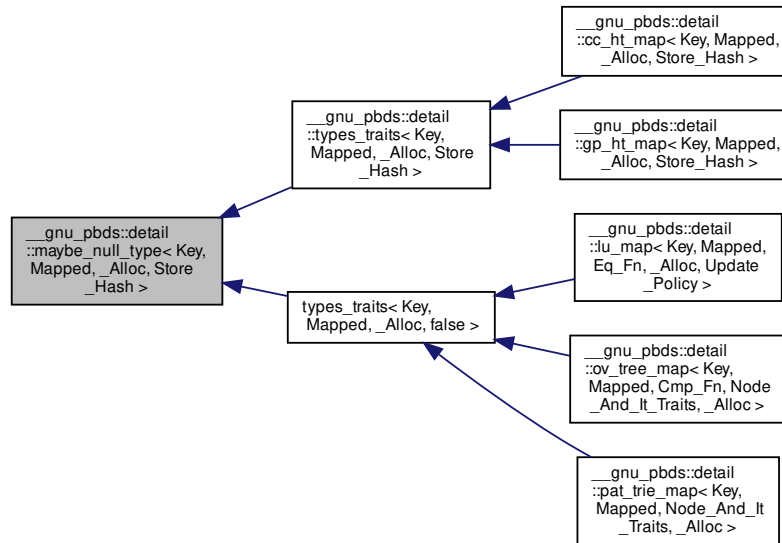 __gnu_pbds::detail
::cc_ht_map< Key, Mapped,
_Alloc, Store_Hash >
__gnu_pbds::detail
::types_traits< Key,
Mapped, _Alloc, Store
_Hash >
__gnu_pbds::detail
::gp_ht_map< Key, Mapped,
_Alloc, Store_Hash >
__gnu_pbds::detail
::maybe_null_type< Key,
Mapped, _Alloc, Store
_Hash >
__gnu_pbds::detail
::lu_map< Key, Mapped,
Eq_Fn, _Alloc, Update
_Policy >
types_traits< Key,
Mapped, _Alloc, false >
__gnu_pbds::detail
::ov_tree_map< Key,
Mapped, Cmp_Fn, Node
_And_It_Traits, _Alloc >
__gnu_pbds::detail
::pat_trie_map< Key,
Mapped, Node_And_It
_Traits, _Alloc >